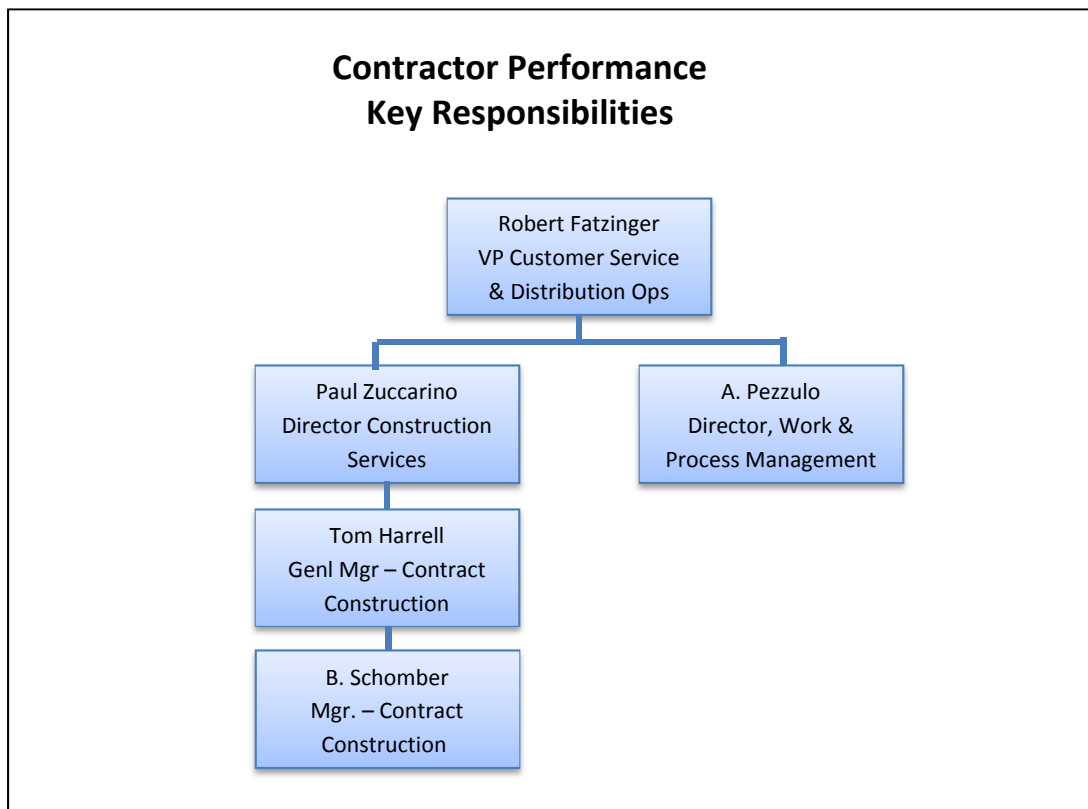 Contractor Performance
Key Responsibilities
Robert Fatzinger
VP Customer Service
& Distribution Ops
Paul Zuccarino
Director Construction
Services
A. Pezzulo
Director, Work &
Process Management
Tom Harrell
Genl Mgr – Contract
Construction
B. Schomber
Mgr. – Contract
Construction